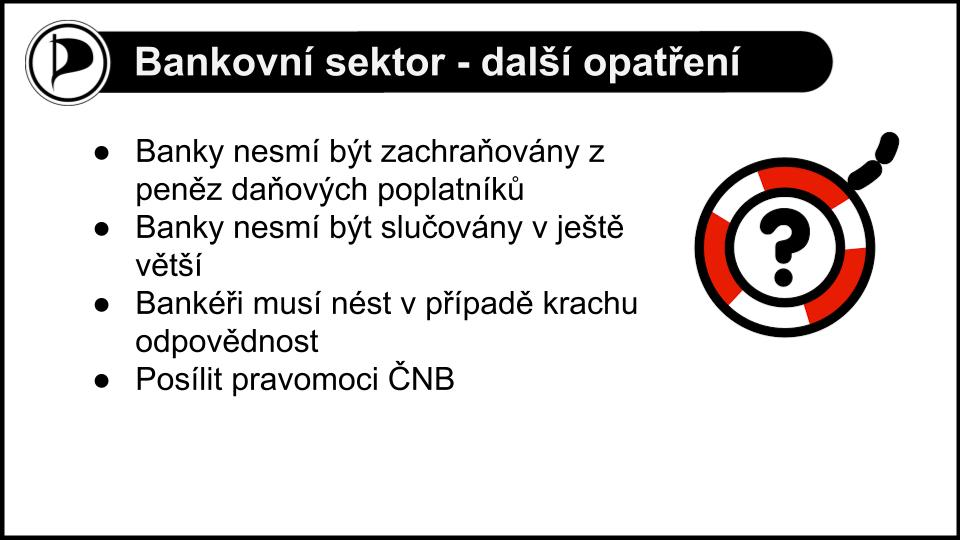 Bankovní sektor - další opatření
● Banky nesmí být zachraňovány z
peněz daňových poplatníků
● Banky nesmí být slučovány v ještě
větší
● Bankéři musí nést v případě krachu
odpovědnost
● Posílit pravomoci ČNB
?